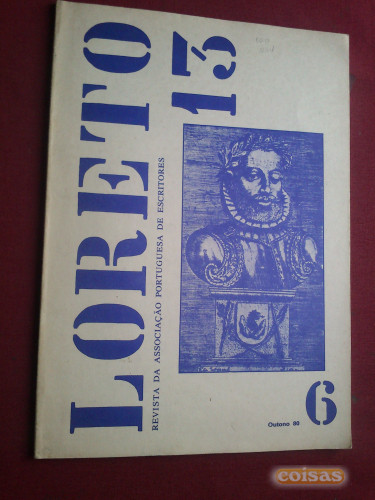 LORETO
13
REVISTA DA ASSOCIAÇÃO PORTUGUESA DE ESCRITORES
Outono 80
6
coisas